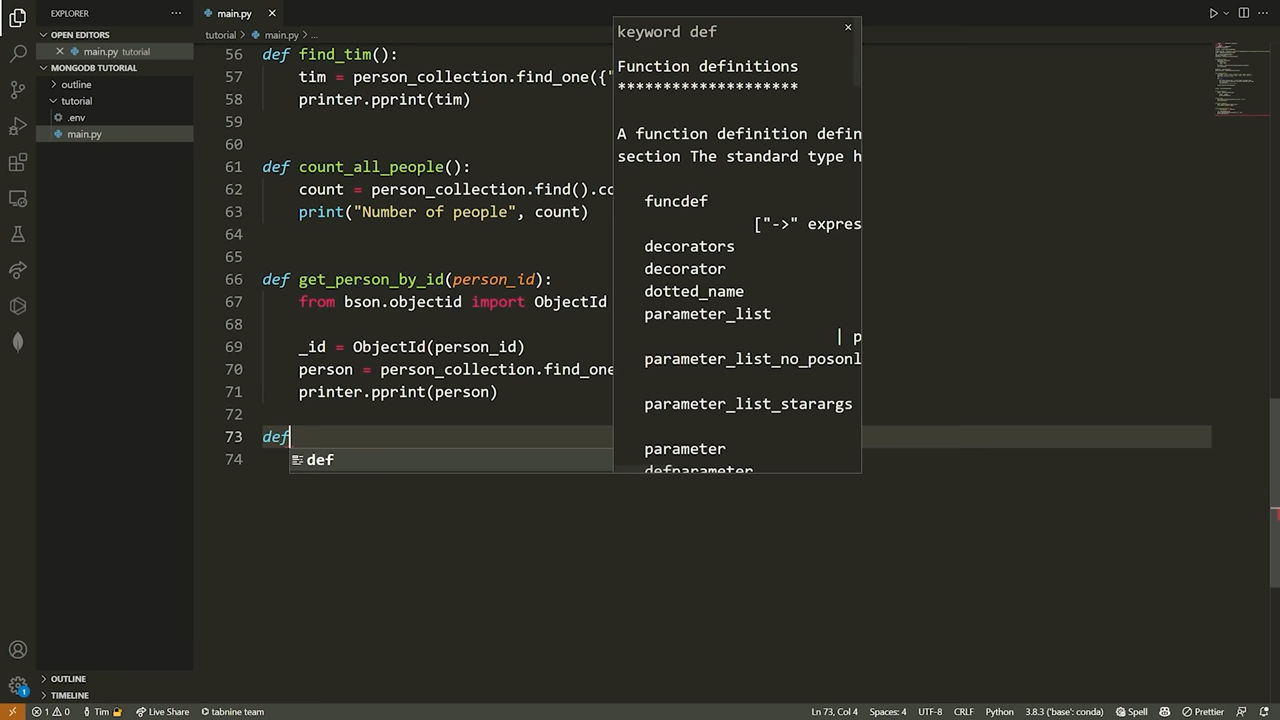 EXPLORER
OPEN EDITORS
main.py tutorial
MONGODB TUTORIAL
outline
tutorial
.env
main.py
OUTLINE
TIMELINE
main.py
tutorial > main.py > ...
56 def find_tim():
57 tim = person_collection.find_one({"
58 printer.pprint(tim)
59
60
61 def count_all_people():
62 count = person_collection.find().co
63 print("Number of people", count)
64
65
66 def get_person_by_id(person_id):
67 from bson.objectid import ObjectId
68
69 _id = ObjectId(person_id)
70 person = person_collection.find_one
71 printer.pprint(person)
72
73 def
74
def
keyword def
Function definitions
********************
A function definition defin
section The standard type h
funcdef
["->" expres
decorators
decorator
dotted_name
parameter_list
| p
parameter_list_no_posonl
parameter_list_starargs
parameter
defparameter
1
1 0 Tim Live Share tabnine team Ln 73, Col 4 Spaces: 4 UTF-8 CRLF Python 3.8.3 ('base': conda) Spell Prettier